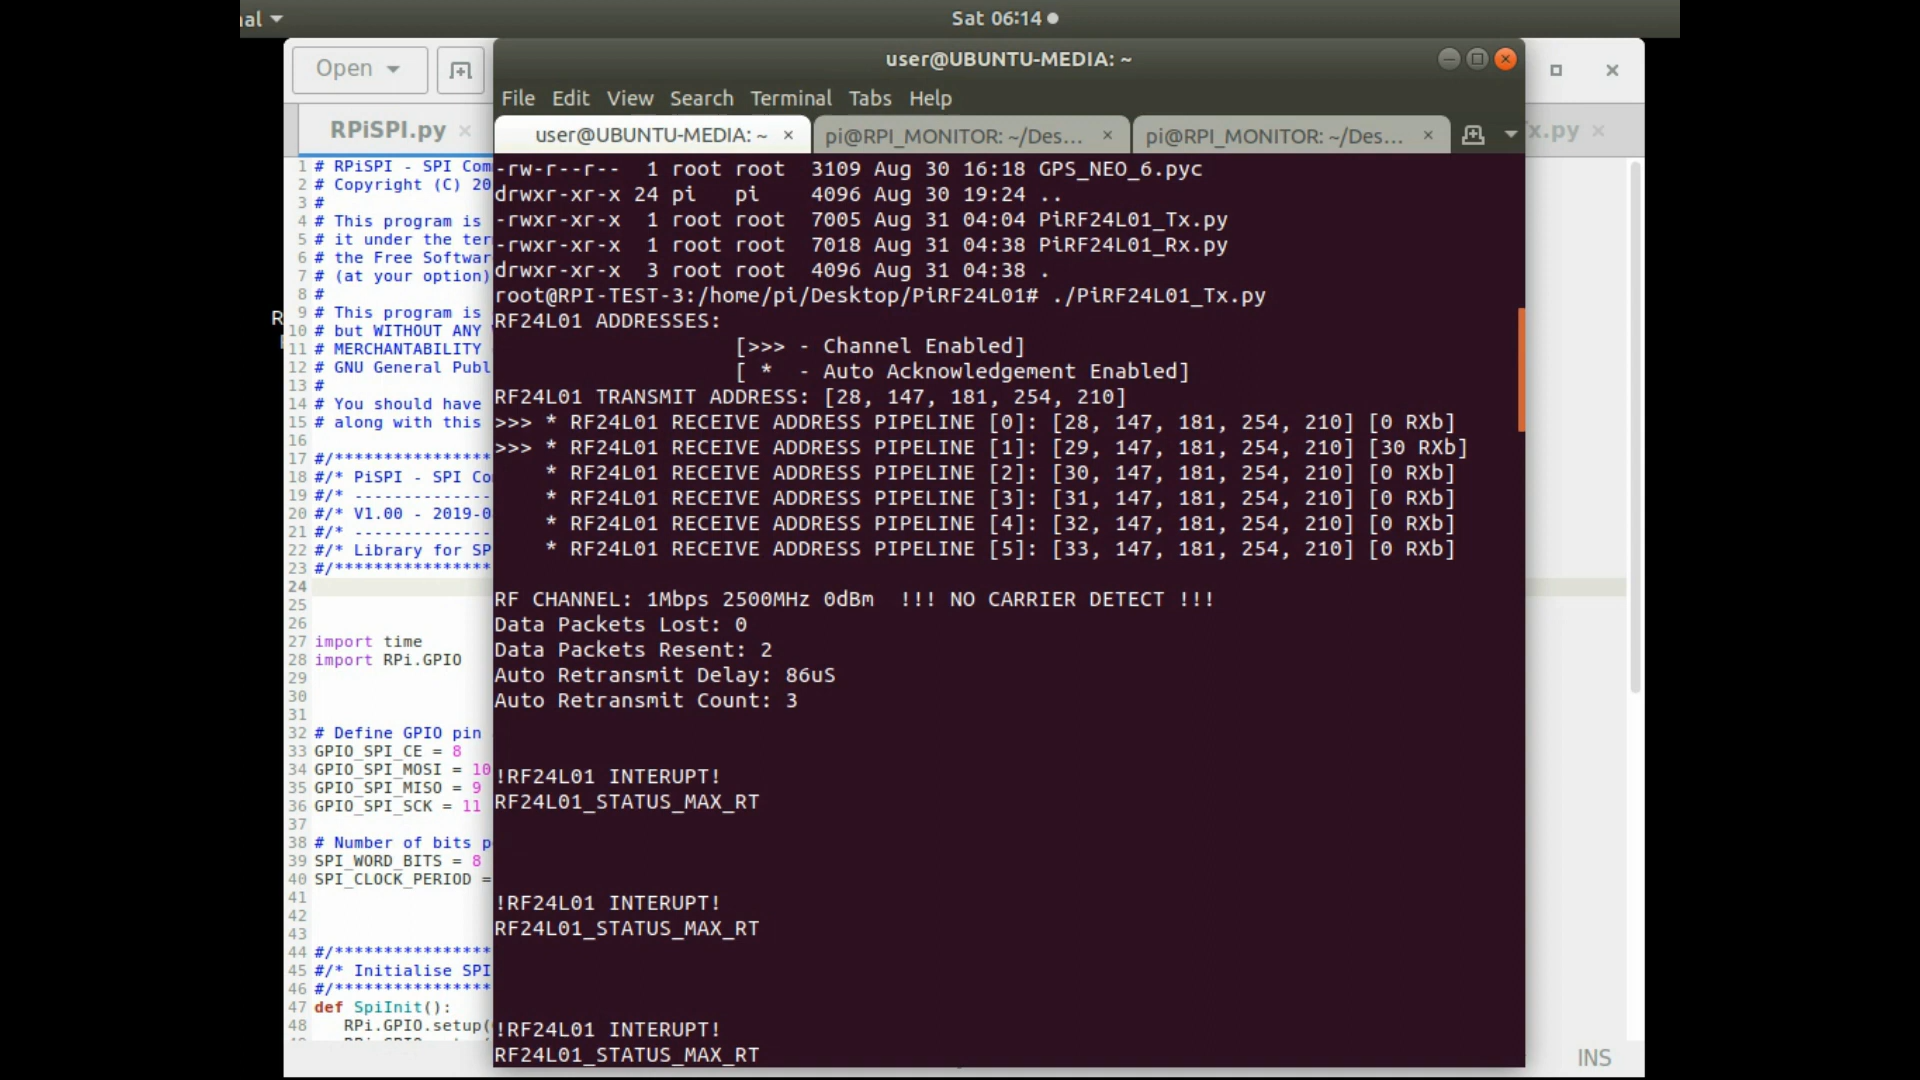 al
Sat 06:14
Open
user@UBUNTU-MEDIA: ~
File Edit View Search Terminal Tabs Help
RPiSPI.py ×
user@UBUNTU-MEDIA: ~ ×
pi@RPI_MONITOR: ~/Des... ×
pi@RPI_MONITOR: ~/Des... ×
x.py ×
1 # RPiSPI - SPI Com
2 # Copyright (C) 20
3 #
4 # This program is
5 # it under the ter
6 # the Free Softwar
7 # (at your option)
8 #
9 # This program is
10 # but WITHOUT ANY
11 # MERCHANTABILITY
12 # GNU General Publ
13 #
14 # You should have
15 # along with this
16
17 #/****************
18 #/* PiSPI - SPI Co
19 #/* --------------
20 #/* V1.00 - 2019-0
21 #/* --------------
22 #/* Library for SP
23 #/****************
24
25
26
27 import time
28 import RPi.GPIO
29
30
31
32 # Define GPIO pin
33 GPIO_SPI_CE = 8
34 GPIO_SPI_MOSI = 10
35 GPIO_SPI_MISO = 9
36 GPIO_SPI_SCK = 11
37
38 # Number of bits p
39 SPI_WORD_BITS = 8
40 SPI_CLOCK_PERIOD =
41
42
43
44 #/****************
45 #/* Initialise SPI
46 #/****************
47 def SpiInit():
48 RPi.GPIO.setup(
R
-rw-r--r-- 1 root root 3109 Aug 30 16:18 GPS_NEO_6.pyc
drwxr-xr-x 24 pi pi 4096 Aug 30 19:24 ..
-rwxr-xr-x 1 root root 7005 Aug 31 04:04 PiRF24L01_Tx.py
-rwxr-xr-x 1 root root 7018 Aug 31 04:38 PiRF24L01_Rx.py
drwxr-xr-x 3 root root 4096 Aug 31 04:38 .
root@RPI-TEST-3:/home/pi/Desktop/PiRF24L01# ./PiRF24L01_Tx.py
RF24L01 ADDRESSES:
[>>> - Channel Enabled]
[ * - Auto Acknowledgement Enabled]
RF24L01 TRANSMIT ADDRESS: [28, 147, 181, 254, 210]
>>> * RF24L01 RECEIVE ADDRESS PIPELINE [0]: [28, 147, 181, 254, 210] [0 RXb]
>>> * RF24L01 RECEIVE ADDRESS PIPELINE [1]: [29, 147, 181, 254, 210] [30 RXb]
* RF24L01 RECEIVE ADDRESS PIPELINE [2]: [30, 147, 181, 254, 210] [0 RXb]
* RF24L01 RECEIVE ADDRESS PIPELINE [3]: [31, 147, 181, 254, 210] [0 RXb]
* RF24L01 RECEIVE ADDRESS PIPELINE [4]: [32, 147, 181, 254, 210] [0 RXb]
* RF24L01 RECEIVE ADDRESS PIPELINE [5]: [33, 147, 181, 254, 210] [0 RXb]
RF CHANNEL: 1Mbps 2500MHz 0dBm !!! NO CARRIER DETECT !!!
Data Packets Lost: 0
Data Packets Resent: 2
Auto Retransmit Delay: 86uS
Auto Retransmit Count: 3
!RF24L01 INTERUPT!
RF24L01_STATUS_MAX_RT
!RF24L01 INTERUPT!
RF24L01_STATUS_MAX_RT
!RF24L01 INTERUPT!
RF24L01_STATUS_MAX_RT
INS